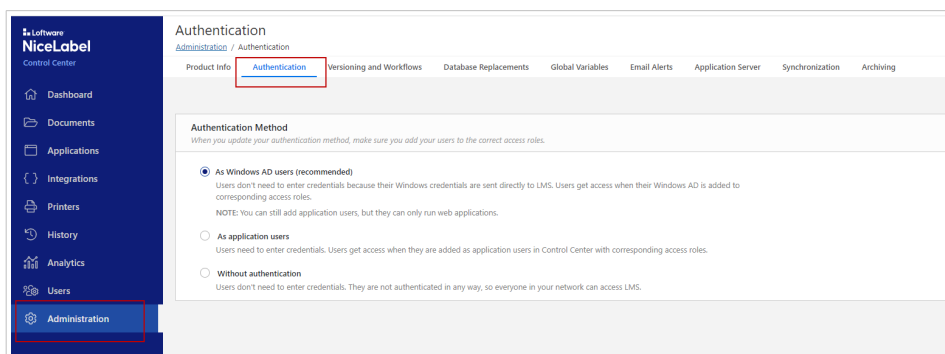 Loftware
NiceLabel
Control Center
Dashboard
Documents
Applications
Integrations
Printers
History
Analytics
Users
Administration
Authentication
Administration / Authentication
Product Info Authentication Versioning and Workflows Database Replacements Global Variables Email Alerts Application Server Synchronization Archiving
Authentication Method
When you update your authentication method, make sure you add your users to the correct access roles.
As Windows AD users (recommended)
Users don't need to enter credentials because their Windows credentials are sent directly to LMS. Users get access when their Windows AD is added to
corresponding access roles.
NOTE: You can still add application users, but they can only run web applications.
As application users
Users need to enter credentials. Users get access when they are added as application users in Control Center with corresponding access roles.
Without authentication
Users don't need to enter credentials. They are not authenticated in any way, so everyone in your network can access LMS.